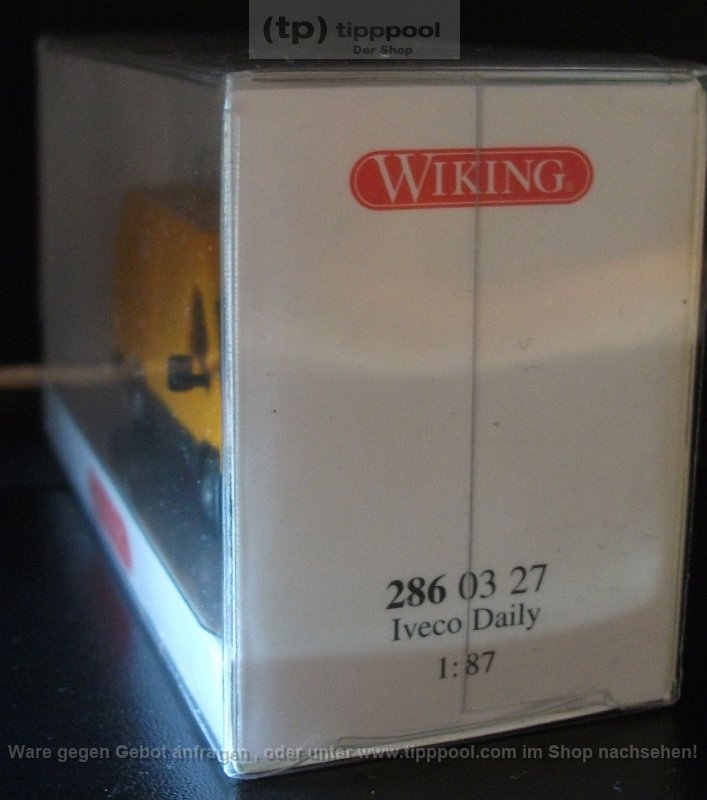 (tp) tipppool
Der Shop
WIKING®
286 03 27
Iveco Daily
1:87
Ware gegen Gebot anfragen , oder unter www.tipppool.com im Shop nachsehen!